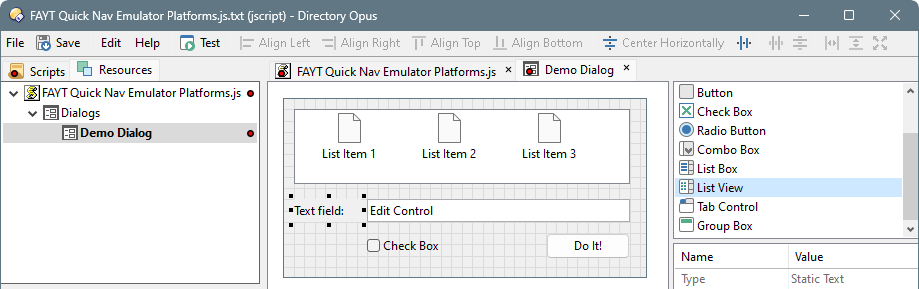 FAYT Quick Nav Emulator Platforms.js.txt (jscript) - Directory Opus
File Save Edit Help Test Align Left Align Right Align Top Align Bottom Center Horizontally
Scripts Resources FAYT Quick Nav Emulator Platforms.js × Demo Dialog ×
FAYT Quick Nav Emulator Platforms.js
Dialogs
Demo Dialog
List Item 1 List Item 2 List Item 3
Text field: Edit Control
Check Box Do It!
Button
Check Box
Radio Button
Combo Box
List Box
List View
Tab Control
Group Box
Name Value
Type Static Text